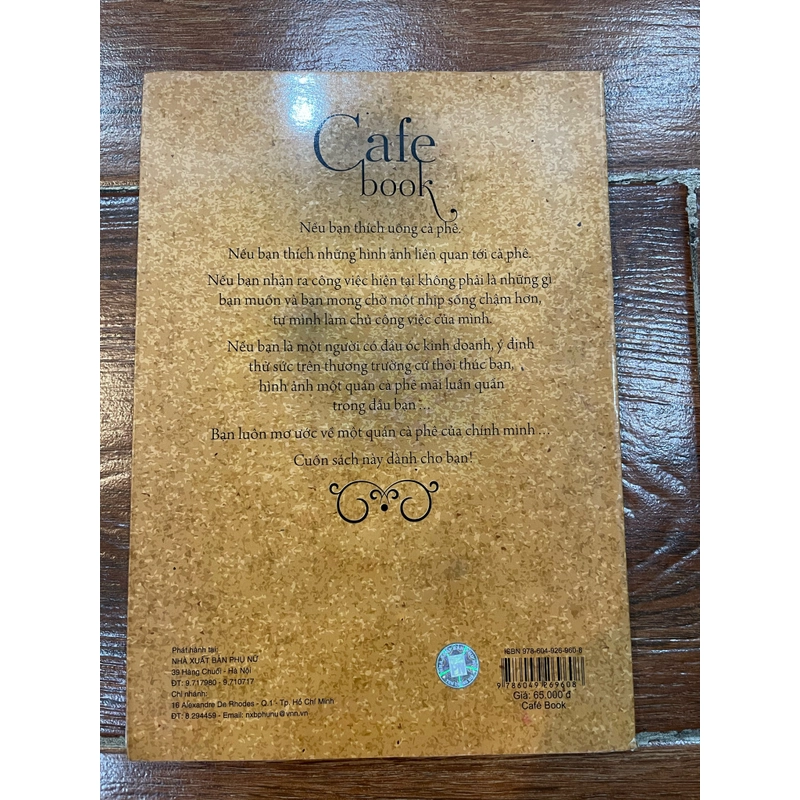 Cafe
book
Nếu bạn thích uống cà phê.
Nếu bạn thích những hình ảnh liên quan tới cà phê.
Nếu bạn nhận ra công việc hiện tại không phải là những gì
bạn muốn và bạn mong chờ một nhịp sống chậm hơn,
tự mình làm chủ công việc của mình.
Nếu bạn là một người có đầu óc kinh doanh, ý định
thử sức trên thương trường cứ thôi thúc bạn,
hình ảnh một quán cà phê mãi luẩn quẩn
trong đầu bạn ...
Bạn luôn mơ ước về một quán cà phê của chính mình ...
Cuốn sách này dành cho bạn!
Phát hành tại:
NHÀ XUẤT BẢN PHỤ NỮ
39 Hàng Chuối - Hà Nội
ĐT: 9.717980 - 9.710717
Chi nhánh:
16 Alexandre De Rhodes - Q.1 - Tp. Hồ Chí Minh
ĐT: 8.294459 - Email: nxbphunu@vnn.vn
ISBN 978-604-926-960-8
9 786049 269608
Giá: 65.000 đ
Café Book